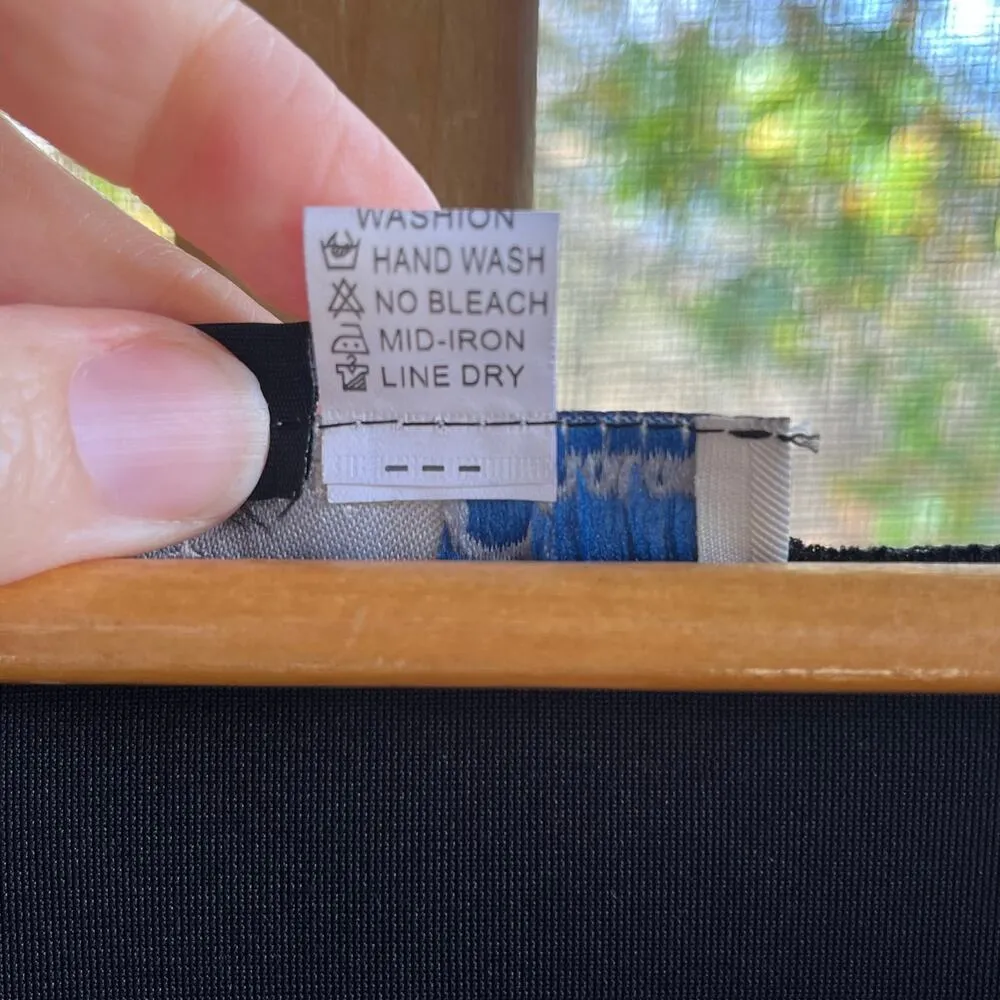 WASHION
HAND WASH
NO BLEACH
MID-IRON
LINE DRY
---